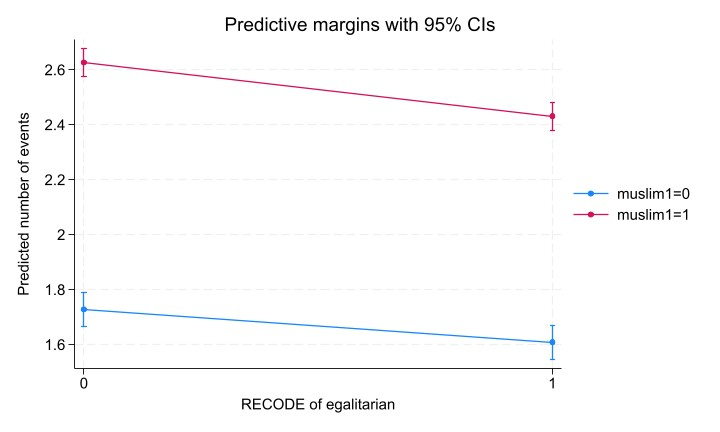 Predictive margins with 95% CIs
Predicted number of events
2.6
2.4
2.2
2
1.8
1.6
0
1
RECODE of egalitarian
muslim1=0
muslim1=1